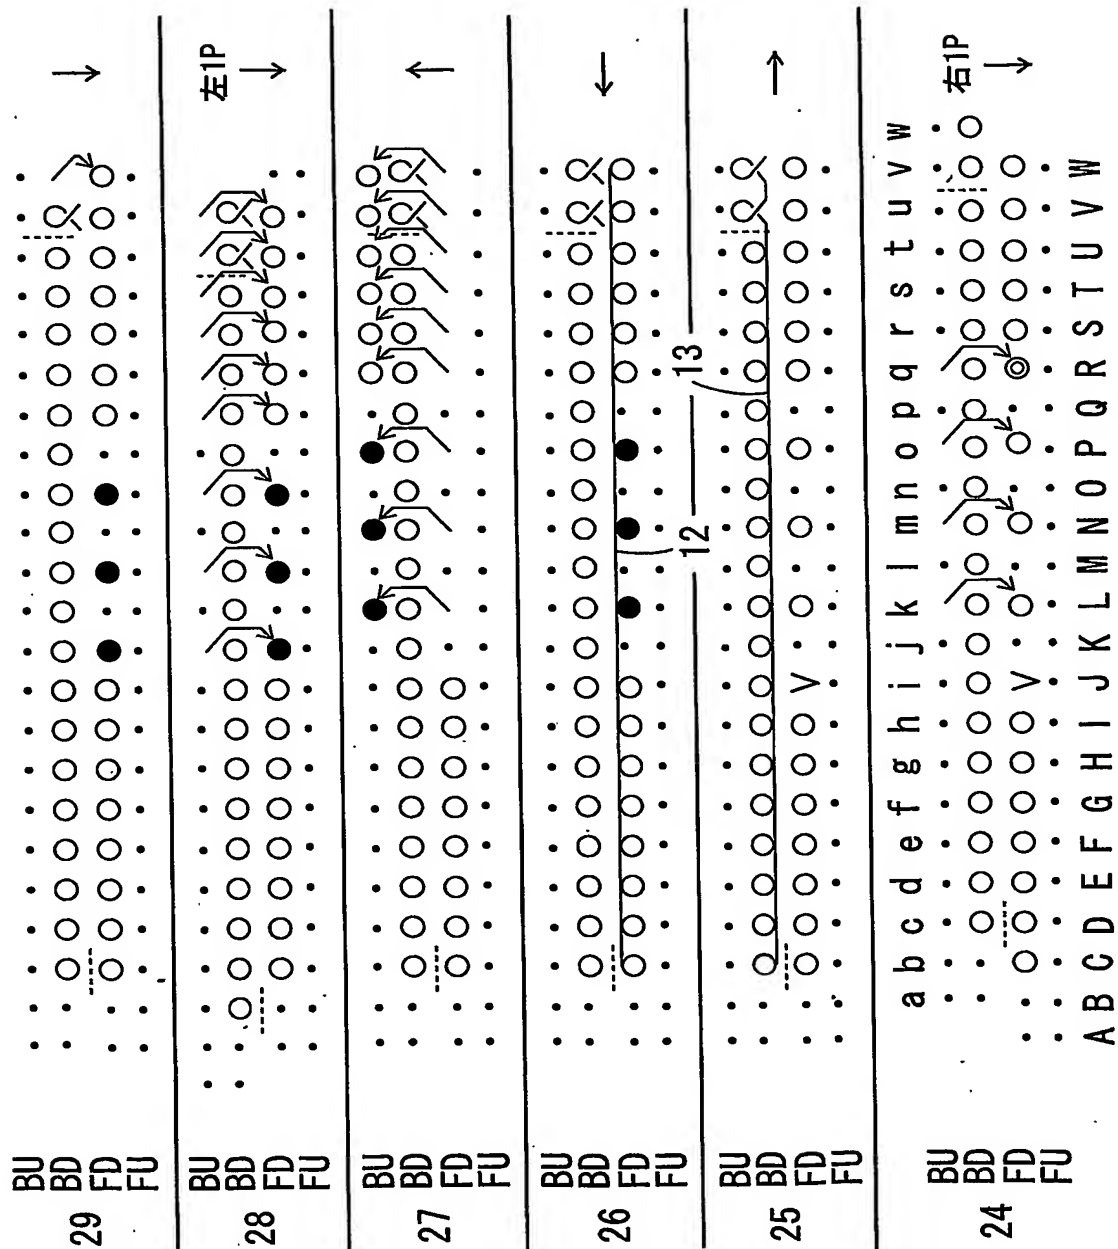 29
BU
BD
FD
FU
28
BU
BD
FD
FU
左1P
27
BU
BD
FD
FU
26
BU
BD
FD
FU
12
13
25
BU
BD
FD
FU
a b c d e f g h i j k l m n o p q r s t u v w
24
BU
BD
FD
FU
右1P
A B C D E F G H I J K L M N O P Q R S T U V W